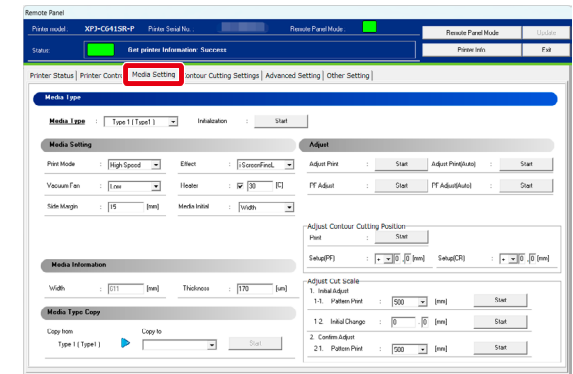 Remote Panel
Printer model : XPJ-C641SR-P Printer Serial No. : Remote Panel Mode :
Remote Panel Mode Update
Status: Get printer Information: Success
Printer Info. Exit
Printer Status Printer Contr Media Setting Contour Cutting Settings Advanced Setting Other Setting
Media Type
Media Type : Type 1 ( Type1 ) Initialization : Start
Media Setting
Print Mode : High Speed Effect : i-ScreenFineL
Vacuum Fan : Low Heater : 30 [C]
Side Margin : 15 [mm] Media Initial : Width
Media Information
Width : 611 [mm] Thickness : 170 [um]
Media Type Copy
Copy from Copy to
Type 1 ( Type1 ) Start
Adjust
Adjust Print : Start Adjust Print(Auto) : Start
PF Adjust : Start PF Adjust(Auto) : Start
Adjust Contour Cutting Position
Print : Start
Setup(PF) : + 0 . 0 [mm] Setup(CR) : + 0 . 0 [mm]
Adjust Cut Scale
1. Initial Adjust
1-1. Pattern Print : 500 [mm] Start
1-2. Initial Change : 0 . 0 [mm] Start
2. Confirm Adjust
2-1. Pattern Print : 500 [mm] Start